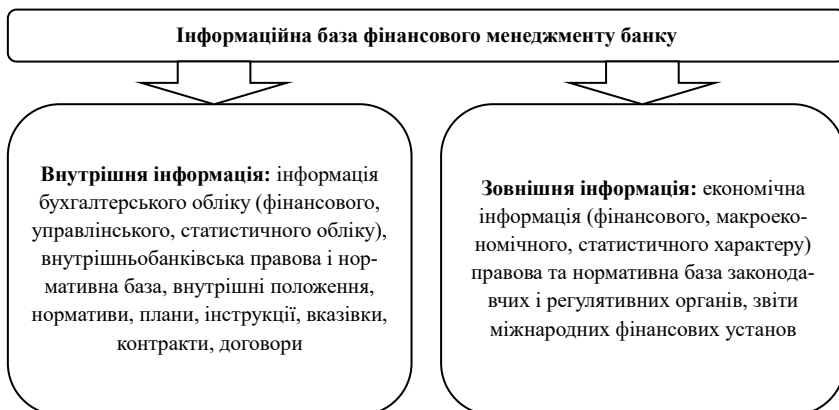 Інформаційна база фінансового менеджменту банку
Внутрішня інформація: інформація
бухгалтерського обліку (фінансового,
управлінського, статистичного обліку),
внутрішньобанківська правова і нор-
мативна база, внутрішні положення,
нормативи, плани, інструкції, вказівки,
контракти, договори
Зовнішня інформація: економічна
інформація (фінансового, макроеко-
номічного, статистичного характеру)
правова та нормативна база законода-
вчих і регулятивних органів, звіти
міжнародних фінансових установ